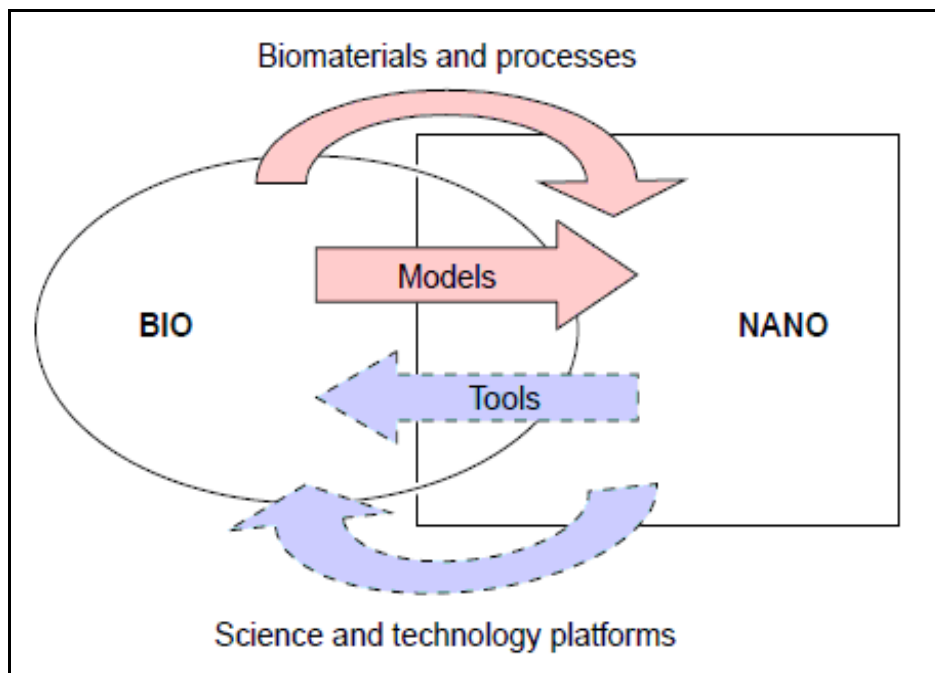 Biomaterials and processes
Models
BIO
NANO
Tools
Science and technology platforms